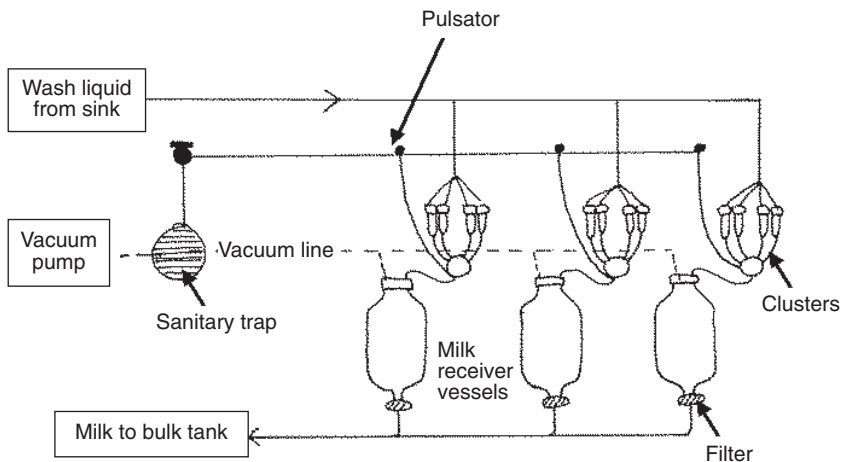 Pulsator
Wash liquid
from sink
Vacuum
pump
Vacuum line
Sanitary trap
Clusters
Milk
receiver
vessels
Milk to bulk tank
Filter